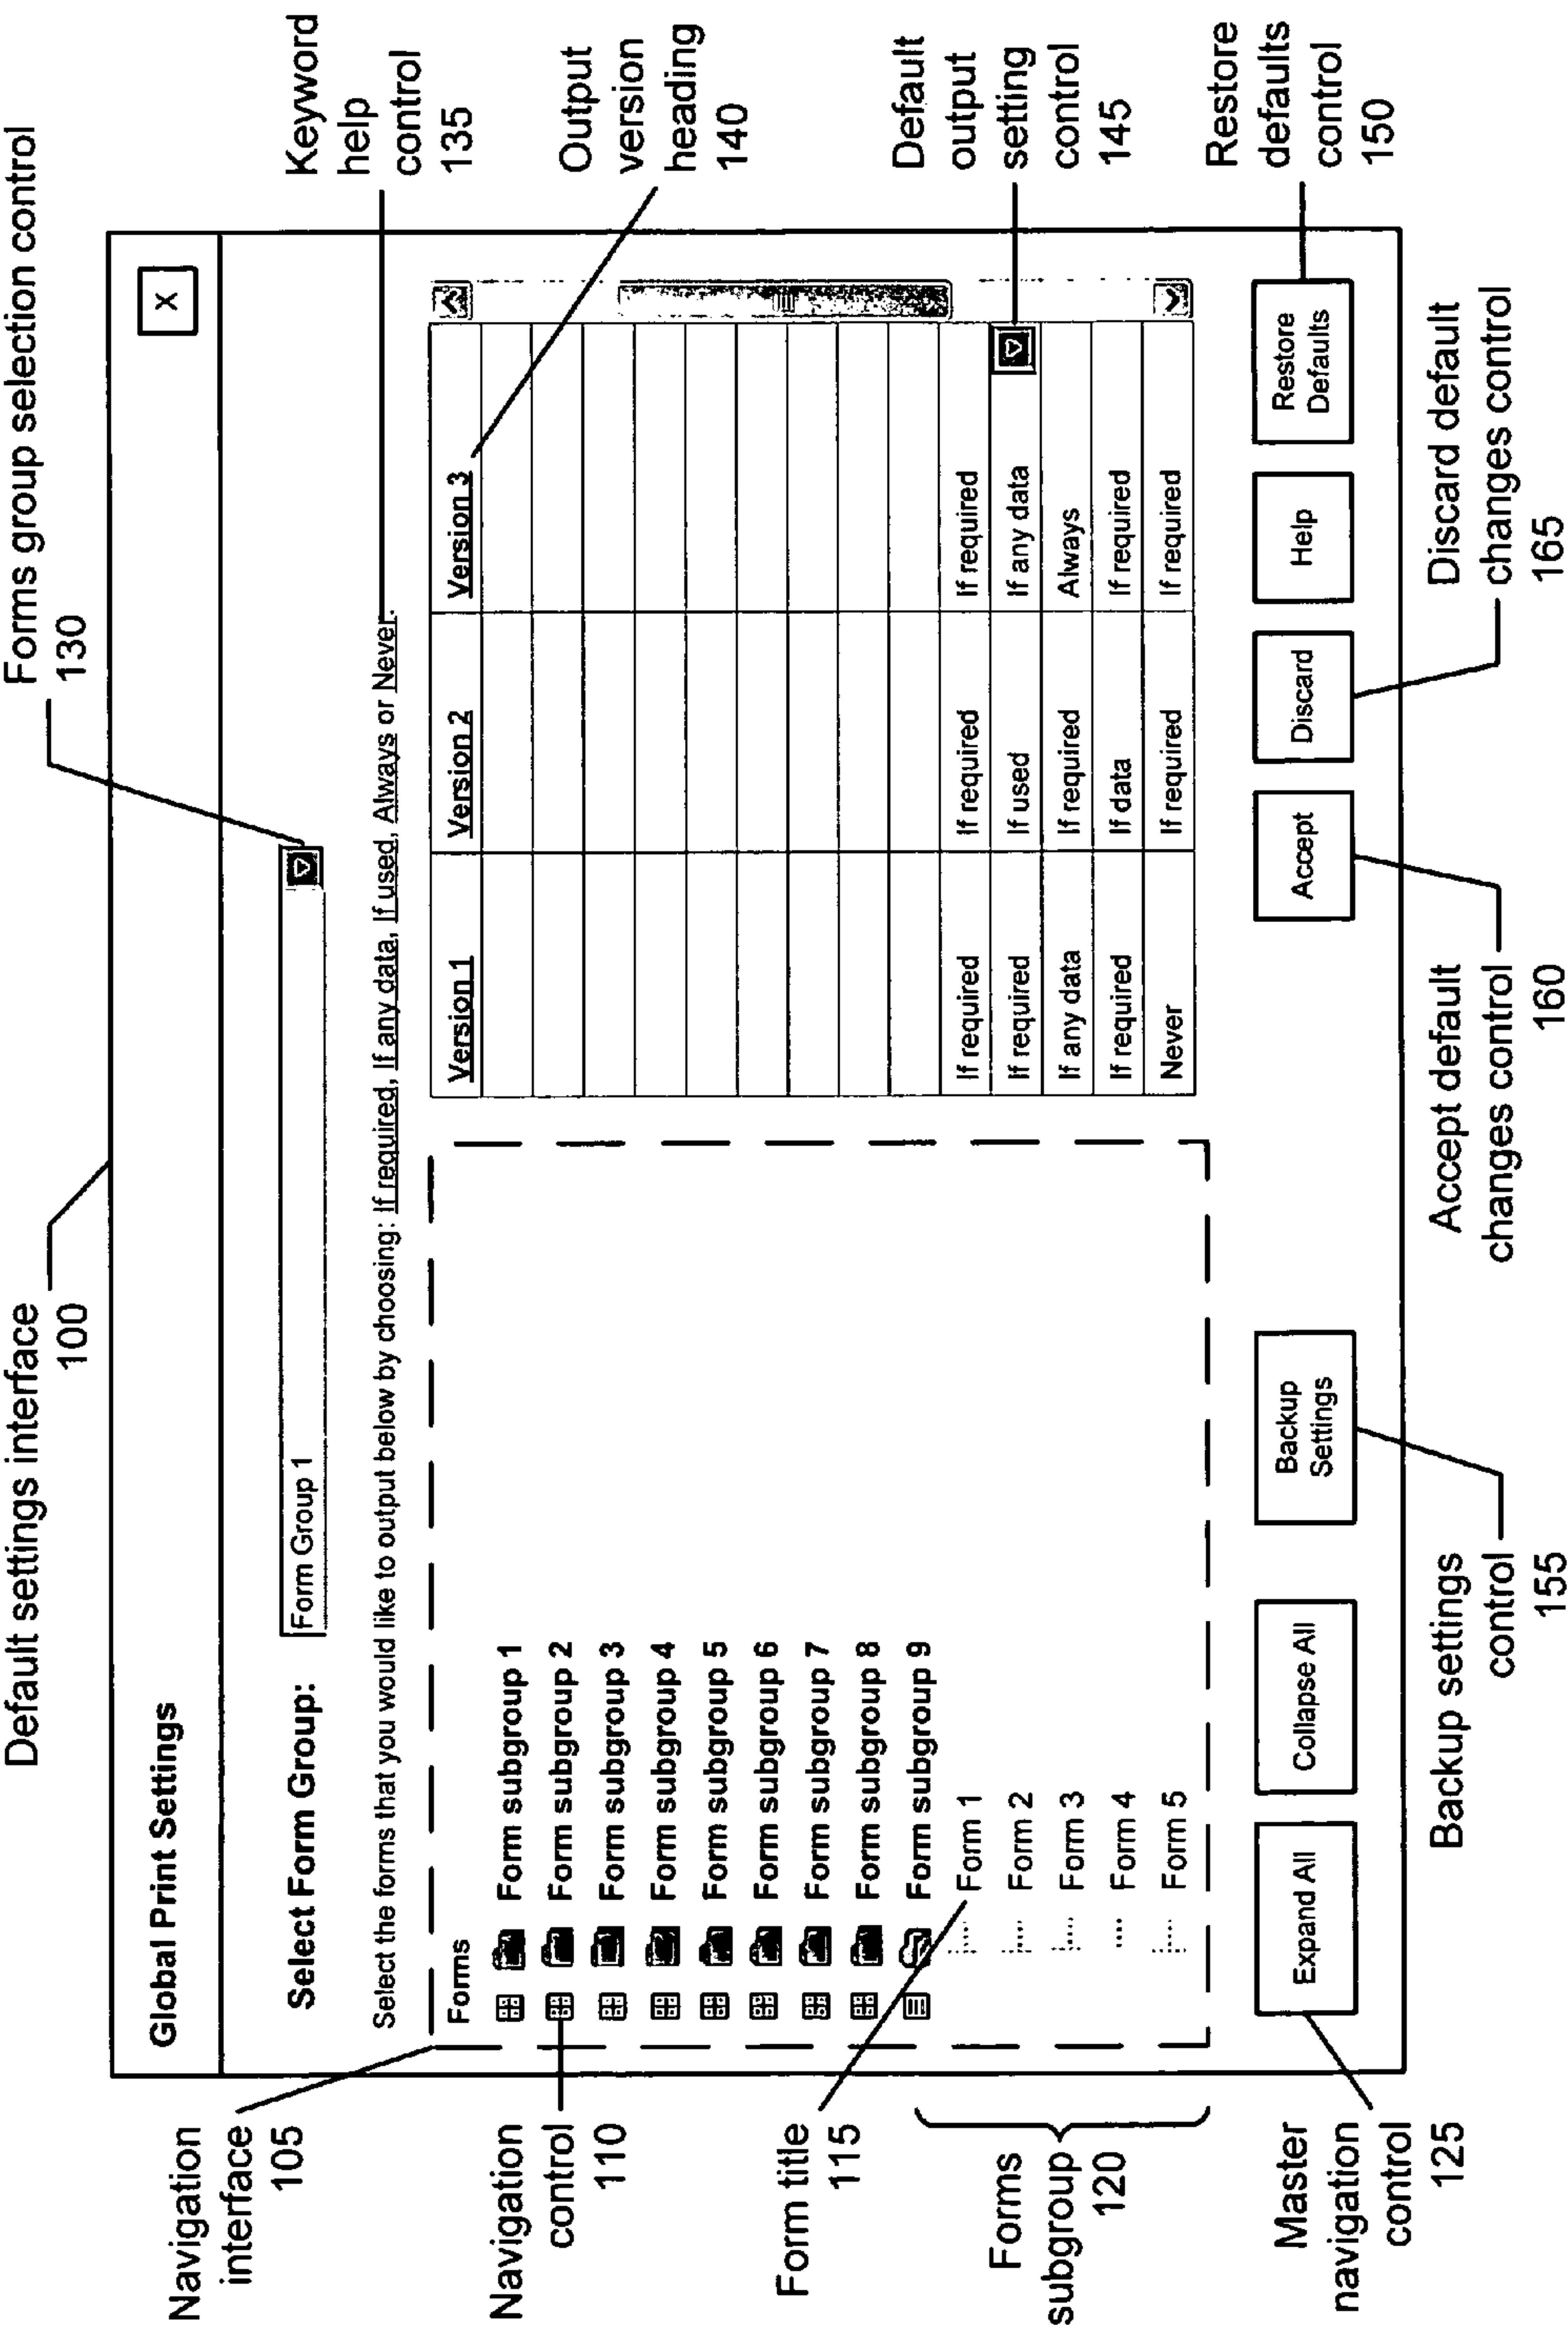 Default settings interface
100
Forms group selection control
130
Navigation
interface
105
Navigation
control
110
Form title
115
Forms
subgroup
120
Master
navigation
control
125
Global Print Settings
X
Select Form Group:
Form Group 1
Select the forms that you would like to output below by choosing: If required, If any data, If used, Always or Never.
Forms
Form subgroup 1
Form subgroup 2
Form subgroup 3
Form subgroup 4
Form subgroup 5
Form subgroup 6
Form subgroup 7
Form subgroup 8
Form subgroup 9
Form 1
Form 2
Form 3
Form 4
Form 5
Version 1 Version 2 Version 3
If required If required If required
If required If used If any data
If any data If required Always
If required If data If required
Never If required If required
Expand All
Collapse All
Backup
Settings
Accept
Discard
Help
Restore
Defaults
Keyword
help
control
135
Output
version
heading
140
Default
output
setting
control
145
Restore
defaults
control
150
Backup settings
control
155
Accept default
changes control
160
Discard default
changes control
165